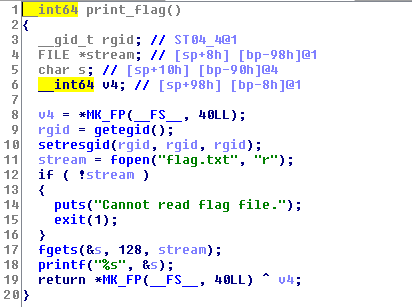 1 __int64 print_flag()
2 {
3 __gid_t rgid; // ST04_4@1
4 FILE *stream; // [sp+8h] [bp-98h]@1
5 char s; // [sp+10h] [bp-90h]@4
6 __int64 v4; // [sp+98h] [bp-8h]@1
7
8 v4 = *MK_FP(__FS__, 40LL);
9 rgid = getegid();
10 setresgid(rgid, rgid, rgid);
11 stream = fopen("flag.txt", "r");
12 if ( !stream )
13 {
14 puts("Cannot read flag file.");
15 exit(1);
16 }
17 fgets(&s, 128, stream);
18 printf("%s", &s);
19 return *MK_FP(__FS__, 40LL) ^ v4;
20 }